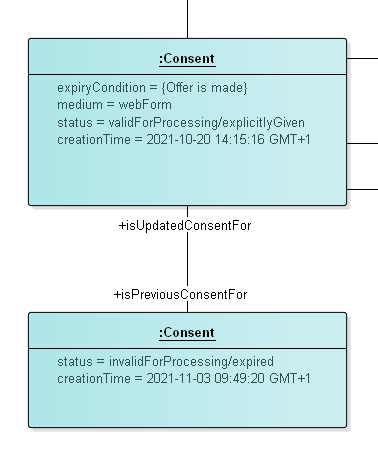 :Consent
expiryCondition = {Offer is made}
medium = webForm
status = validForProcessing/explicitlyGiven
creationTime = 2021-10-20 14:15:16 GMT+1
+isUpdatedConsentFor
+isPreviousConsentFor
:Consent
status = invalidForProcessing/expired
creationTime = 2021-11-03 09:49:20 GMT+1